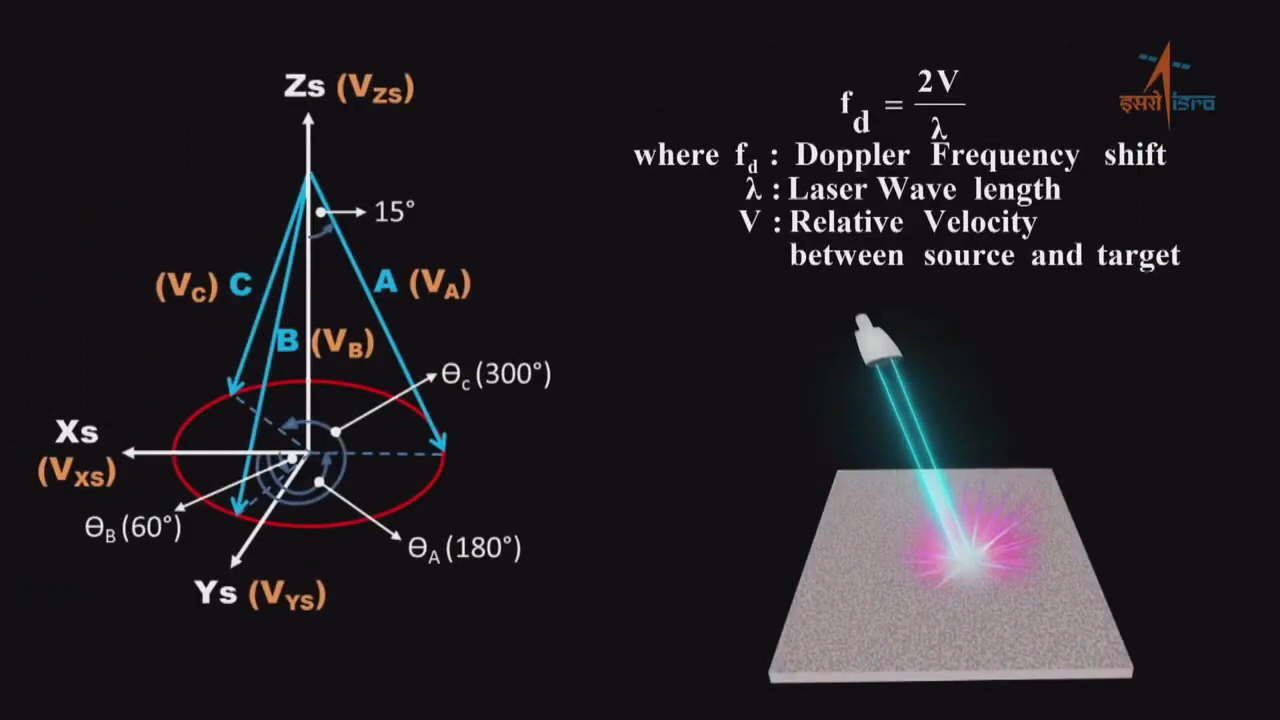 Zs (VZS)
15°
(VC) C
A (VA)
B (VB)
ϴc (300°)
Xs
(VXS)
ϴB (60°)
ϴA (180°)
Ys (VYS)
fd = 2V
λ
where fd : Doppler Frequency shift
λ : Laser Wave length
V : Relative Velocity
between source and target
इसरो isro